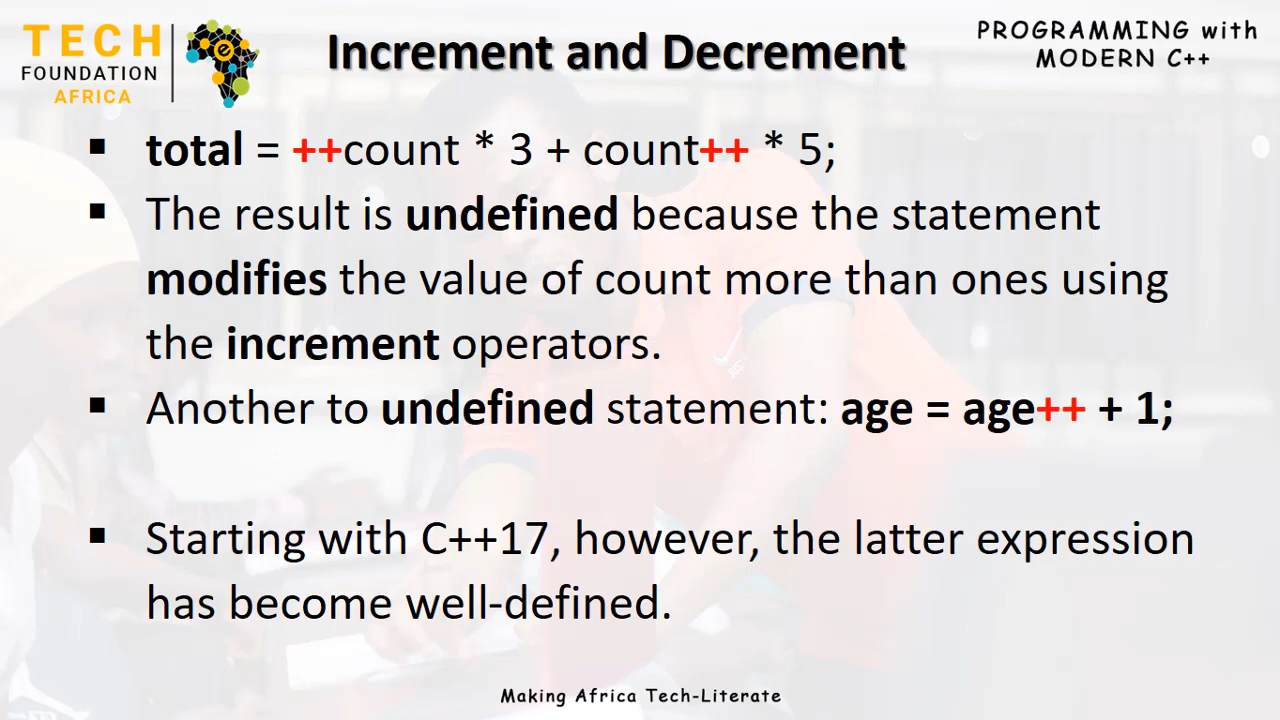 TECH
FOUNDATION
AFRICA
e
Increment and Decrement
PROGRAMMING with
MODERN C++
▪ total = ++count * 3 + count++ * 5;
▪ The result is undefined because the statement
modifies the value of count more than ones using
the increment operators.
▪ Another to undefined statement: age = age++ + 1;
▪ Starting with C++17, however, the latter expression
has become well-defined.
Making Africa Tech-Literate